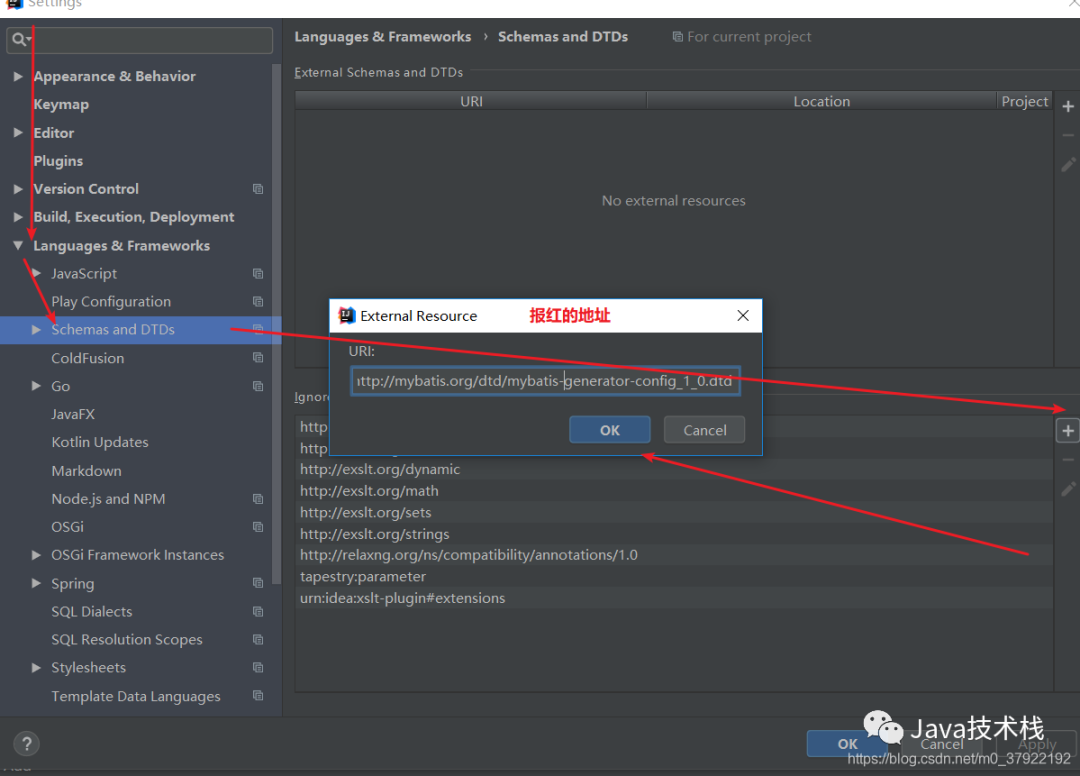 Settings
Languages & Frameworks › Schemas and DTDs
For current project
Appearance & Behavior
Keymap
Editor
Plugins
Version Control
Build, Execution, Deployment
Languages & Frameworks
JavaScript
Play Configuration
Schemas and DTDs
ColdFusion
Go
JavaFX
Kotlin Updates
Markdown
Node.js and NPM
OSGi
OSGi Framework Instances
Spring
SQL Dialects
SQL Resolution Scopes
Stylesheets
Template Data Languages
External Schemas and DTDs
URI
Location
Project
No external resources
External Resource
报红的地址
URI:
ttp://mybatis.org/dtd/mybatis-generator-config_1_0.dtd
OK
Cancel
Ignor
http
http
http://exslt.org/dynamic
http://exslt.org/math
http://exslt.org/sets
http://exslt.org/strings
http://relaxng.org/ns/compatibility/annotations/1.0
tapestry:parameter
urn:idea:xslt-plugin#extensions
?
OK
Cancel
Apply
Java技术栈
https://blog.csdn.net/m0_37922192